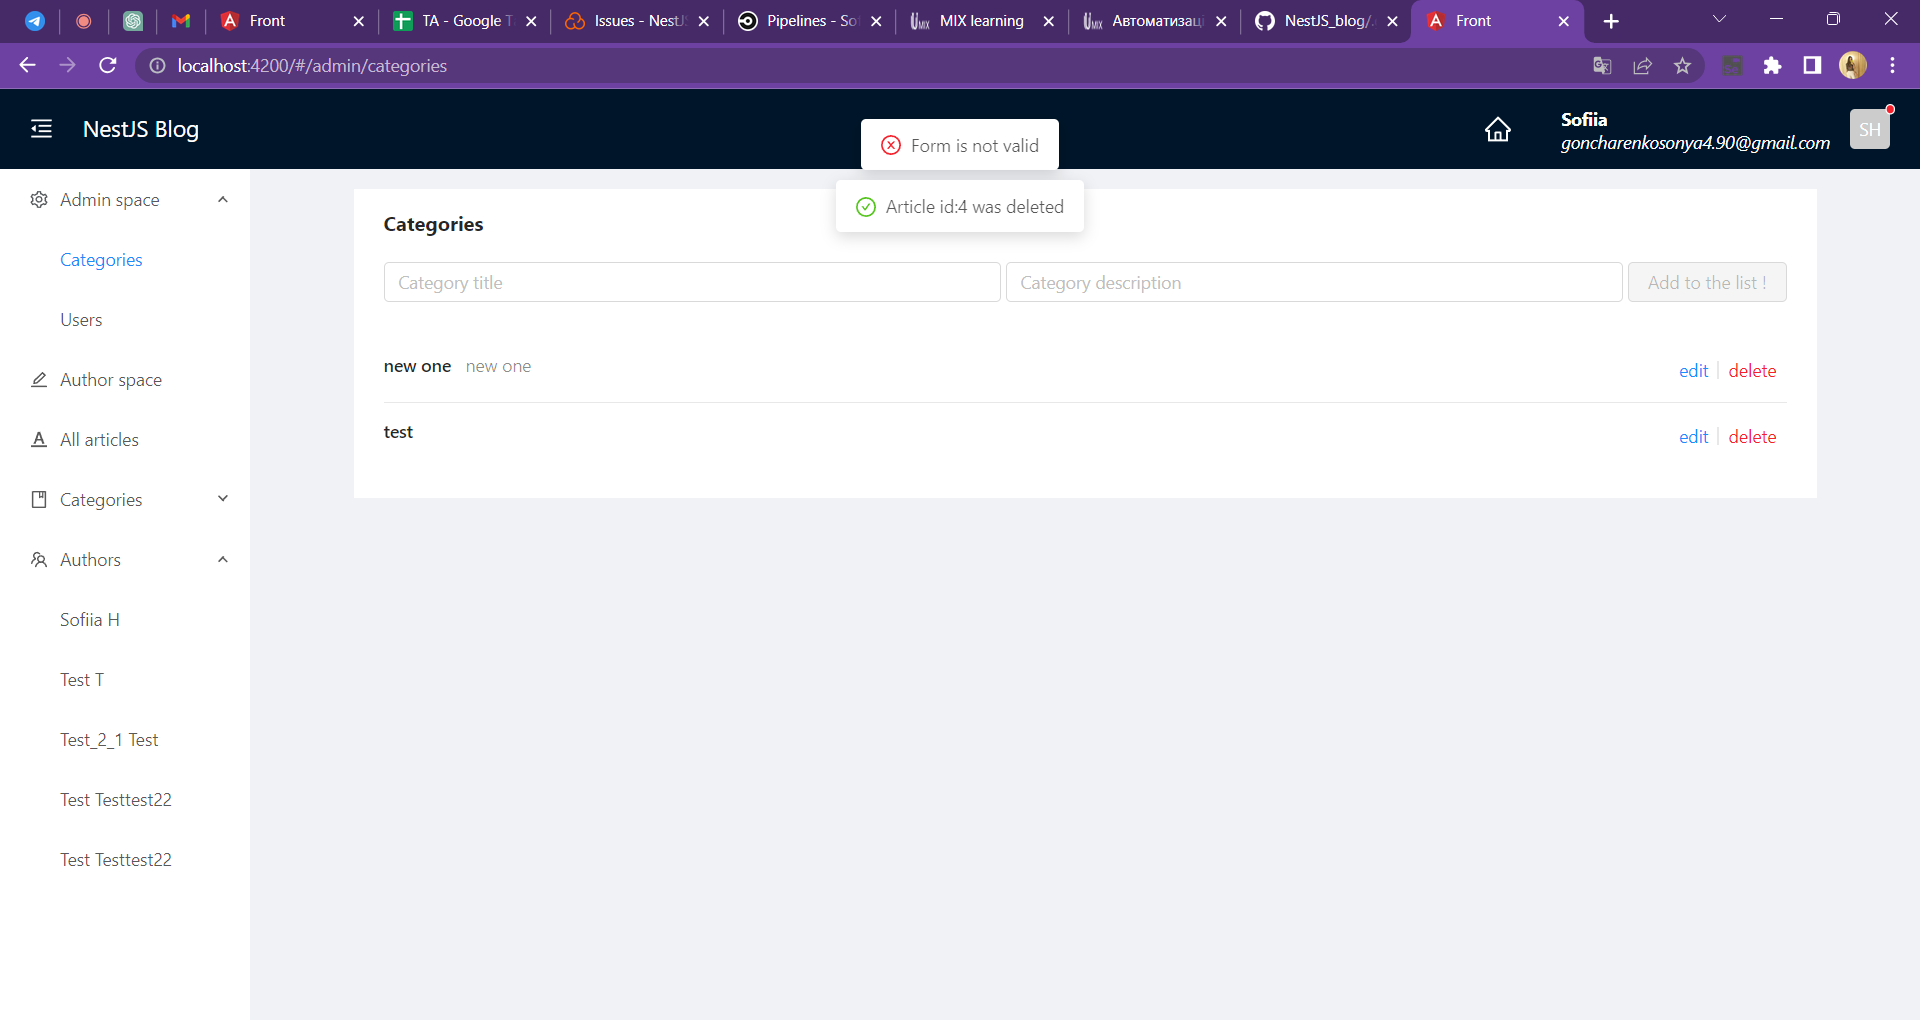 Front
TA - Google T
Issues - NestJ
Pipelines - So
MIX learning
Автоматизац
NestJS_blog/.
Front
localhost:4200/#/admin/categories
NestJS Blog
Form is not valid
Sofiia
goncharenkosonya4.90@gmail.com
SH
Article id:4 was deleted
Admin space
Categories
Users
Author space
All articles
Categories
Authors
Sofiia H
Test T
Test_2_1 Test
Test Testtest22
Test Testtest22
Categories
Category title
Category description
Add to the list !
new one new one
edit delete
test
edit delete